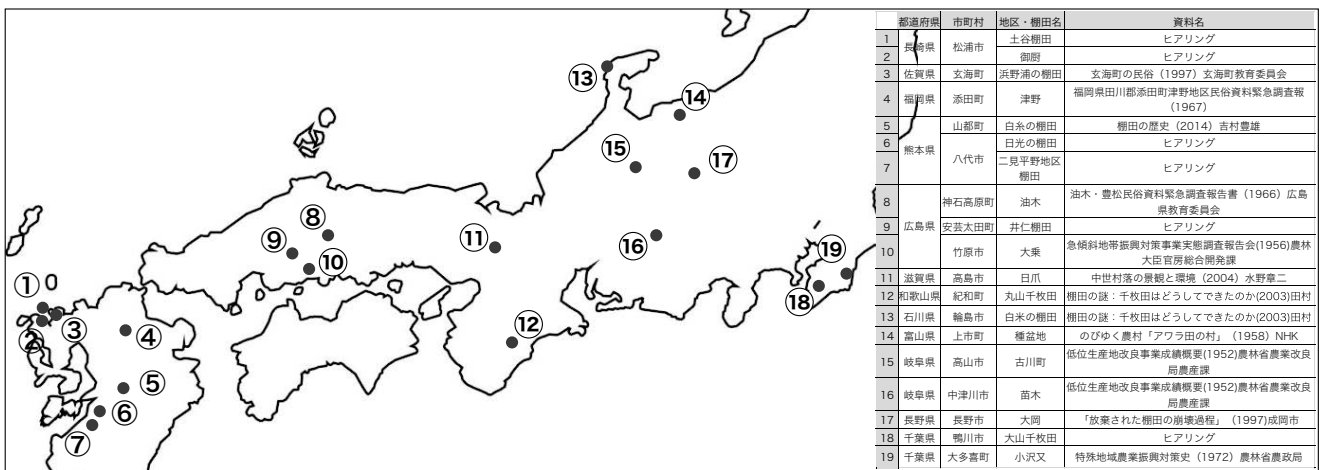 ⑬
⑭
⑮
⑰
⑧
⑨
⑩
⑪
⑯
⑲
⑱
①
②
③
④
⑫
⑤
⑥
⑦
都道府県 市町村 地区・棚田名 資料名
1 長崎県 松浦市 土谷棚田 ヒアリング
2 御厨 ヒアリング
3 佐賀県 玄海町 浜野浦の棚田 玄海町の民俗（1997）玄海町教育委員会
4 福岡県 添田町 津野 福岡県田川郡添田町津野地区民俗資料緊急調査報
（1967）
5 熊本県 山都町 白糸の棚田 棚田の歴史（2014）吉村豊雄
6 八代市 日光の棚田 ヒアリング
7 二見平野地区
棚田 ヒアリング
8 広島県 神石高原町 油木 油木・豊松民俗資料緊急調査報告書（1966）広島
県教育委員会
9 安芸太田町 井仁棚田 ヒアリング
10 竹原市 大乗 急傾斜地帯振興対策事業実態調査報告会(1956)農林
大臣官房総合開発課
11 滋賀県 高島市 日爪 中世村落の景観と環境（2004）水野章二
12 和歌山県 紀和町 丸山千枚田 棚田の謎：千枚田はどうしてできたのか(2003)田村
13 石川県 輪島市 白米の棚田 棚田の謎：千枚田はどうしてできたのか(2003)田村
14 富山県 上市町 種盆地 のびゆく農村「アワラ田の村」（1958）NHK
15 岐阜県 高山市 古川町 低位生産地改良事業成績概要(1952)農林省農業改良
局農産課
16 岐阜県 中津川市 苗木 低位生産地改良事業成績概要(1952)農林省農業改良
局農産課
17 長野県 長野市 大岡 「放棄された棚田の崩壊過程」（1997)成岡市
18 千葉県 鴨川市 大山千枚田 ヒアリング
19 千葉県 大多喜町 小沢又 特殊地域農業振興対策史（1972）農林省農政局